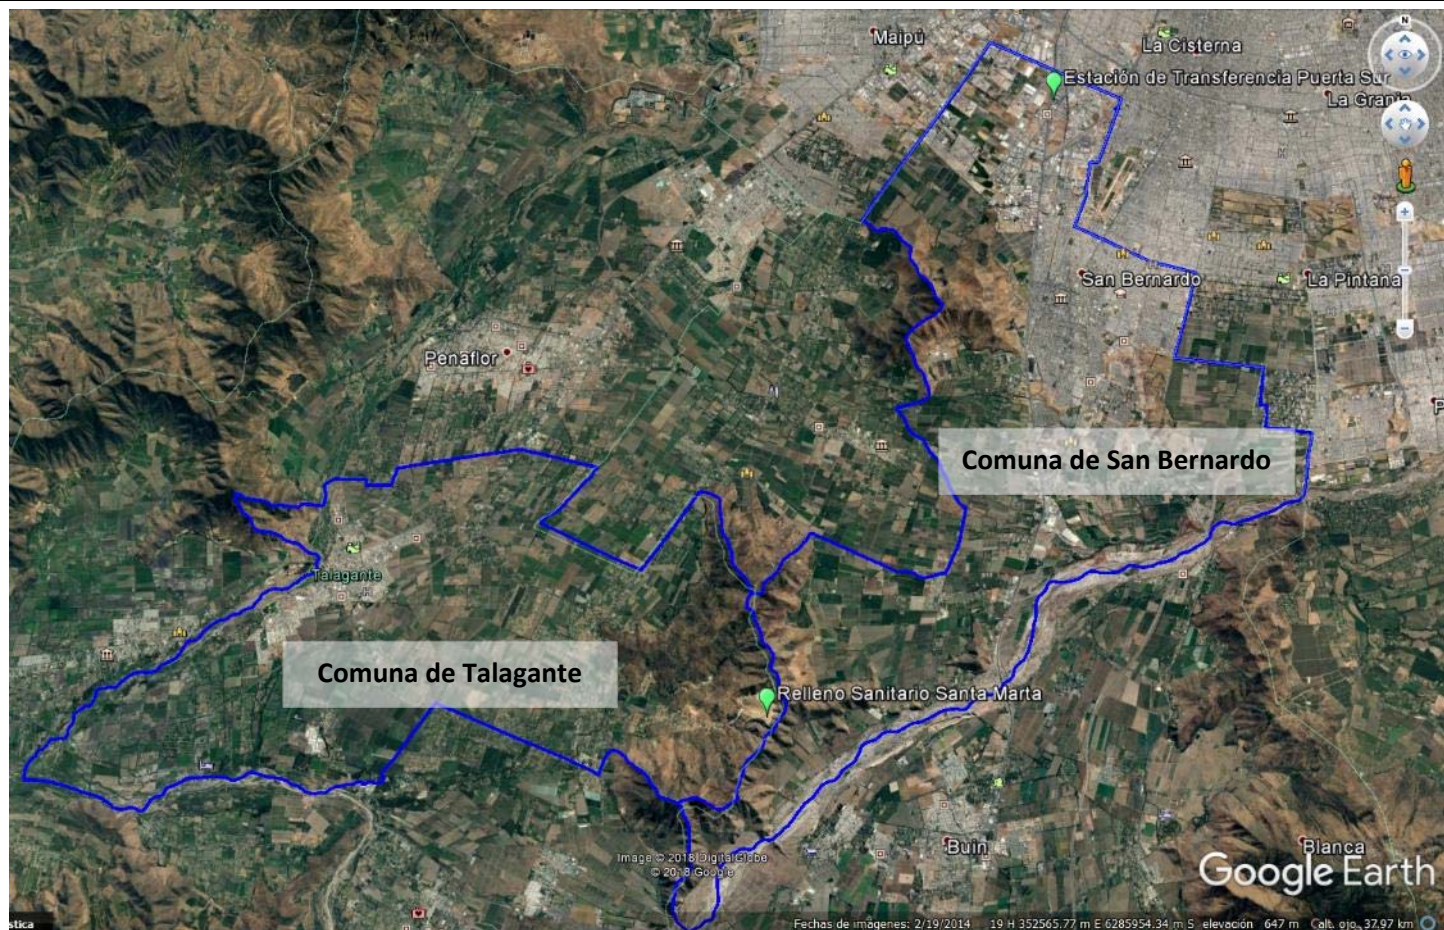 N
Maipú
La Cisterna
Estación de Transferencia Puerta Sur
La Granja
San Bernardo
La Pintana
Penaflor
P
Comuna de San Bernardo
Talagante
Comuna de Talagante
Relleno Sanitario Santa Marta
Buin
Blanca
Image © 2018 DigitalGlobe
© 2018 Google
Google Earth
stica
Fechas de imágenes: 2/19/2014 19 H 352565.77 m E 6285954.34 m S elevación 647 m alt. ojo 37.97 km